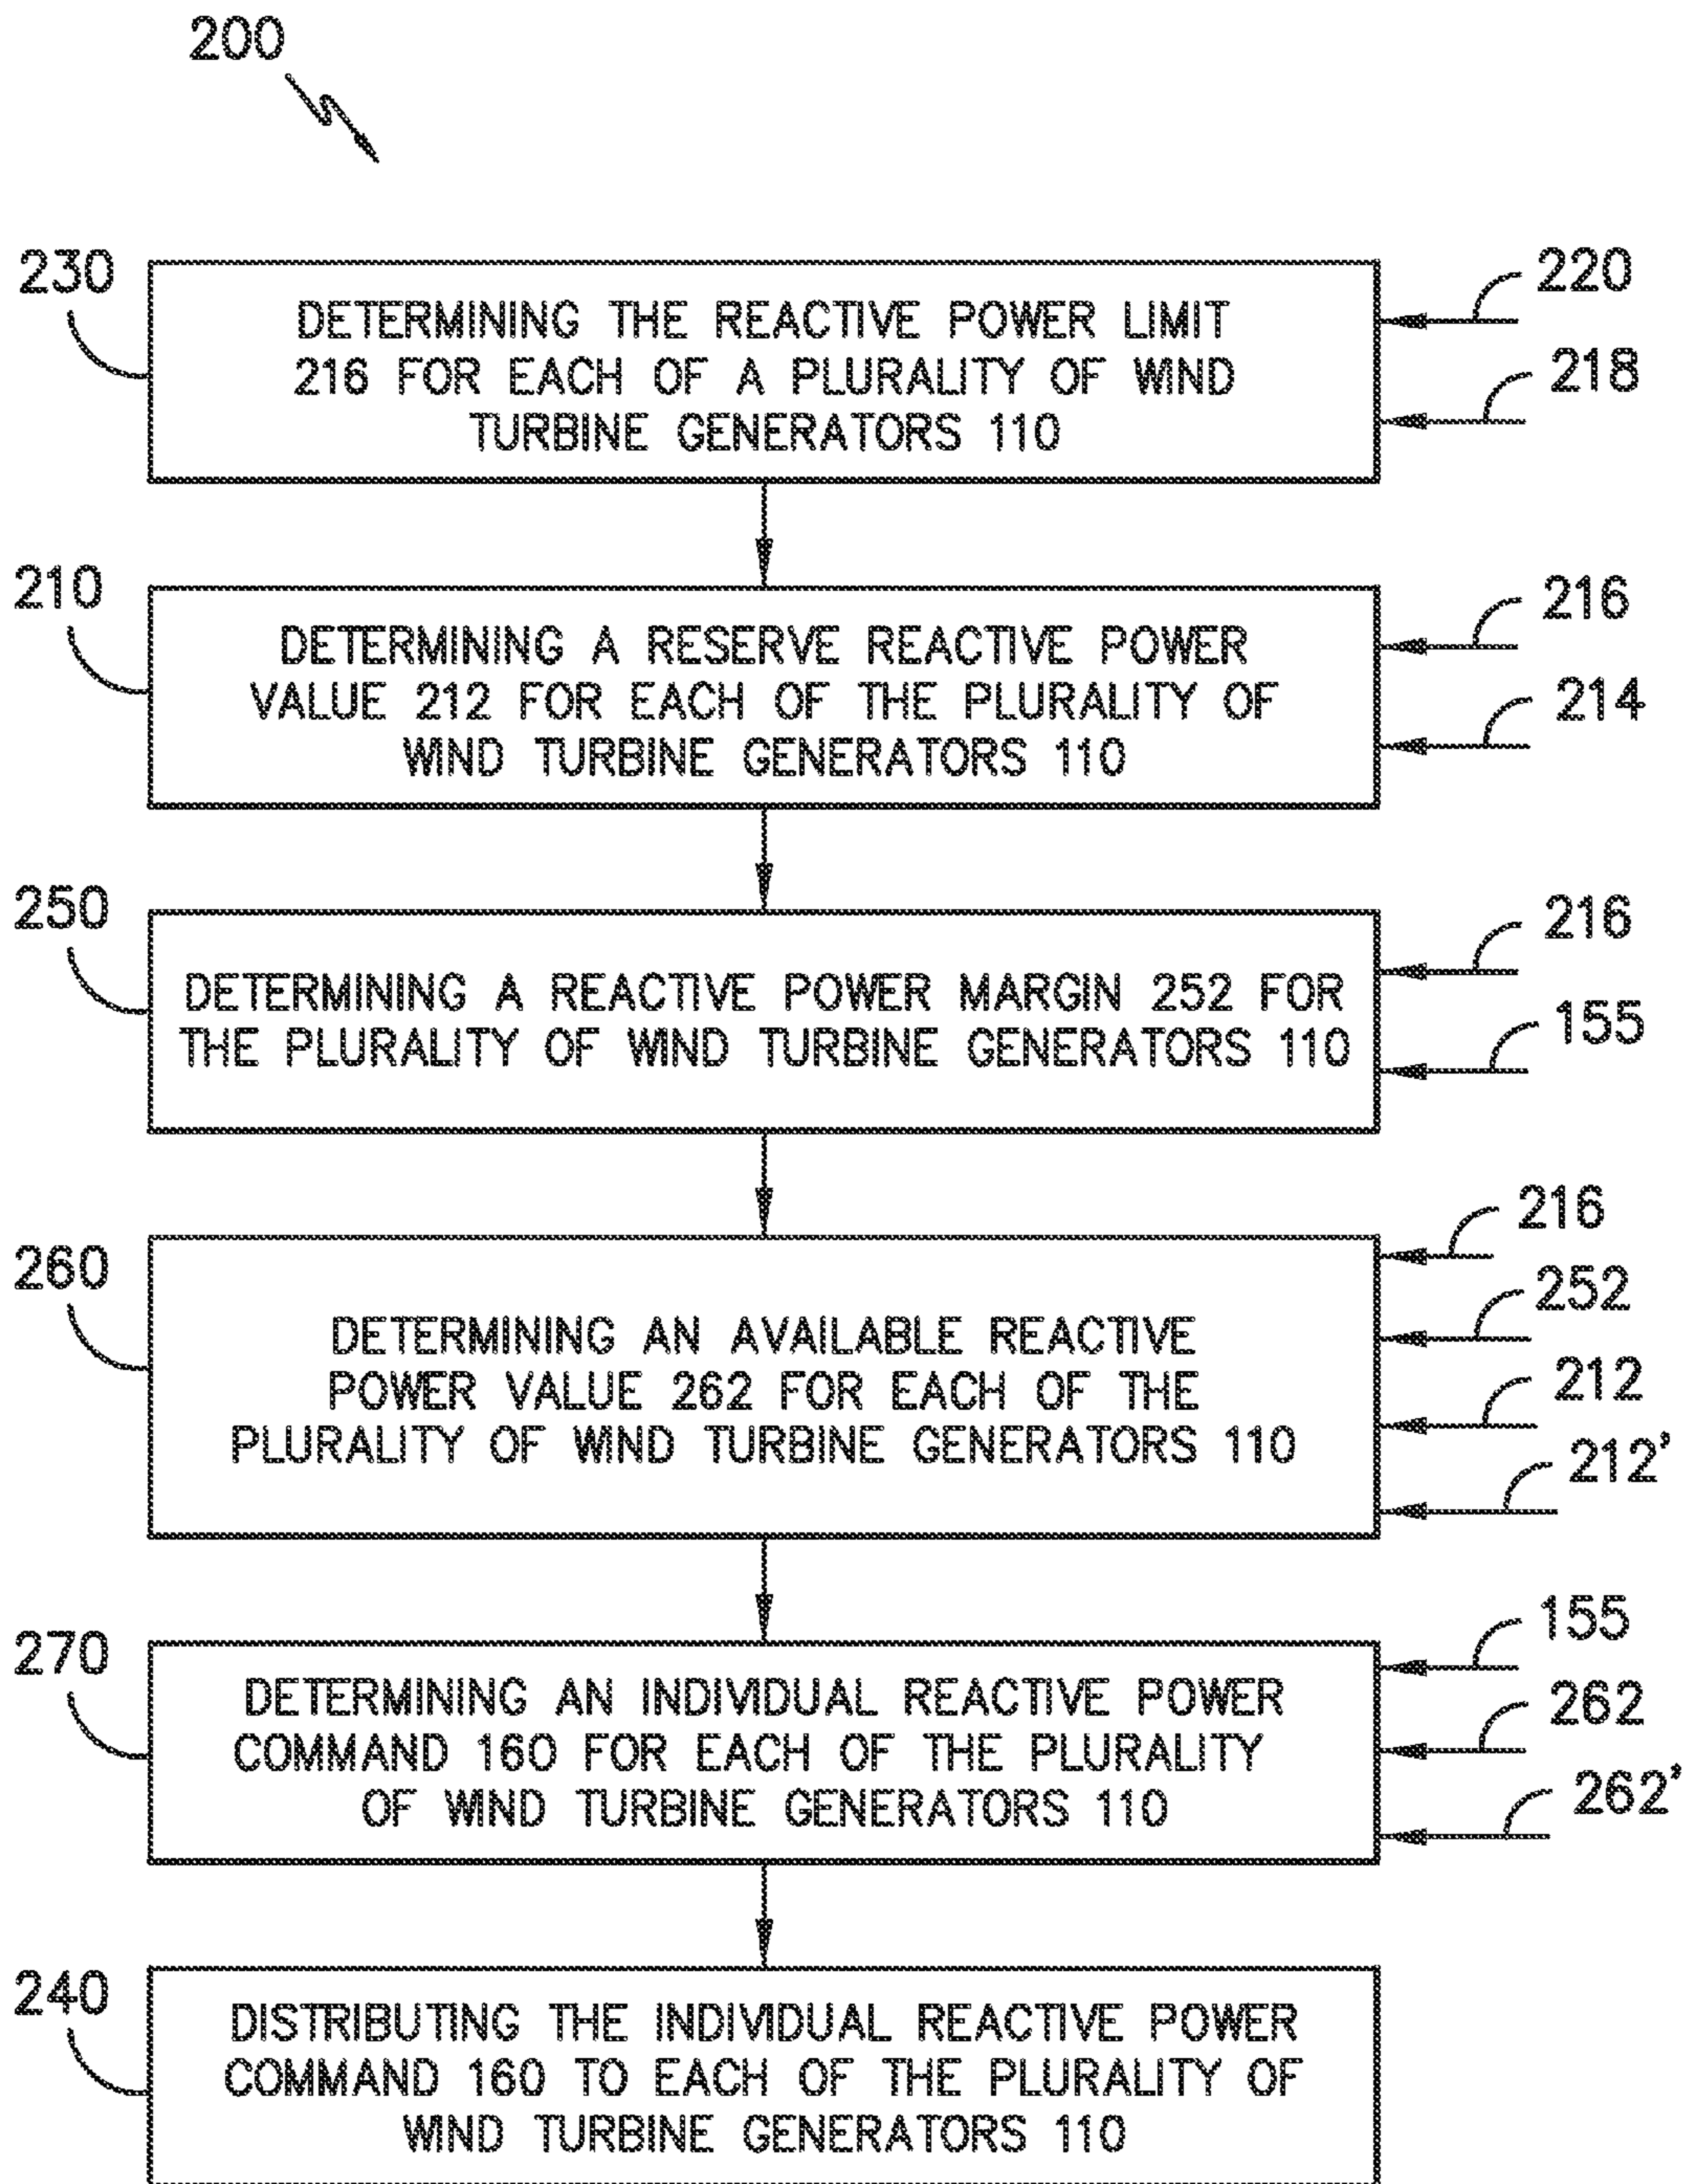 200
230
DETERMINING THE REACTIVE POWER LIMIT
216 FOR EACH OF A PLURALITY OF WIND
TURBINE GENERATORS 110
220
218
210
DETERMINING A RESERVE REACTIVE POWER
VALUE 212 FOR EACH OF THE PLURALITY OF
WIND TURBINE GENERATORS 110
216
214
250
DETERMINING A REACTIVE POWER MARGIN 252 FOR
THE PLURALITY OF WIND TURBINE GENERATORS 110
216
155
260
DETERMINING AN AVAILABLE REACTIVE
POWER VALUE 262 FOR EACH OF THE
PLURALITY OF WIND TURBINE GENERATORS 110
216
252
212
212'
270
DETERMINING AN INDIVIDUAL REACTIVE POWER
COMMAND 160 FOR EACH OF THE PLURALITY
OF WIND TURBINE GENERATORS 110
155
262
262'
240
DISTRIBUTING THE INDIVIDUAL REACTIVE POWER
COMMAND 160 TO EACH OF THE PLURALITY OF
WIND TURBINE GENERATORS 110